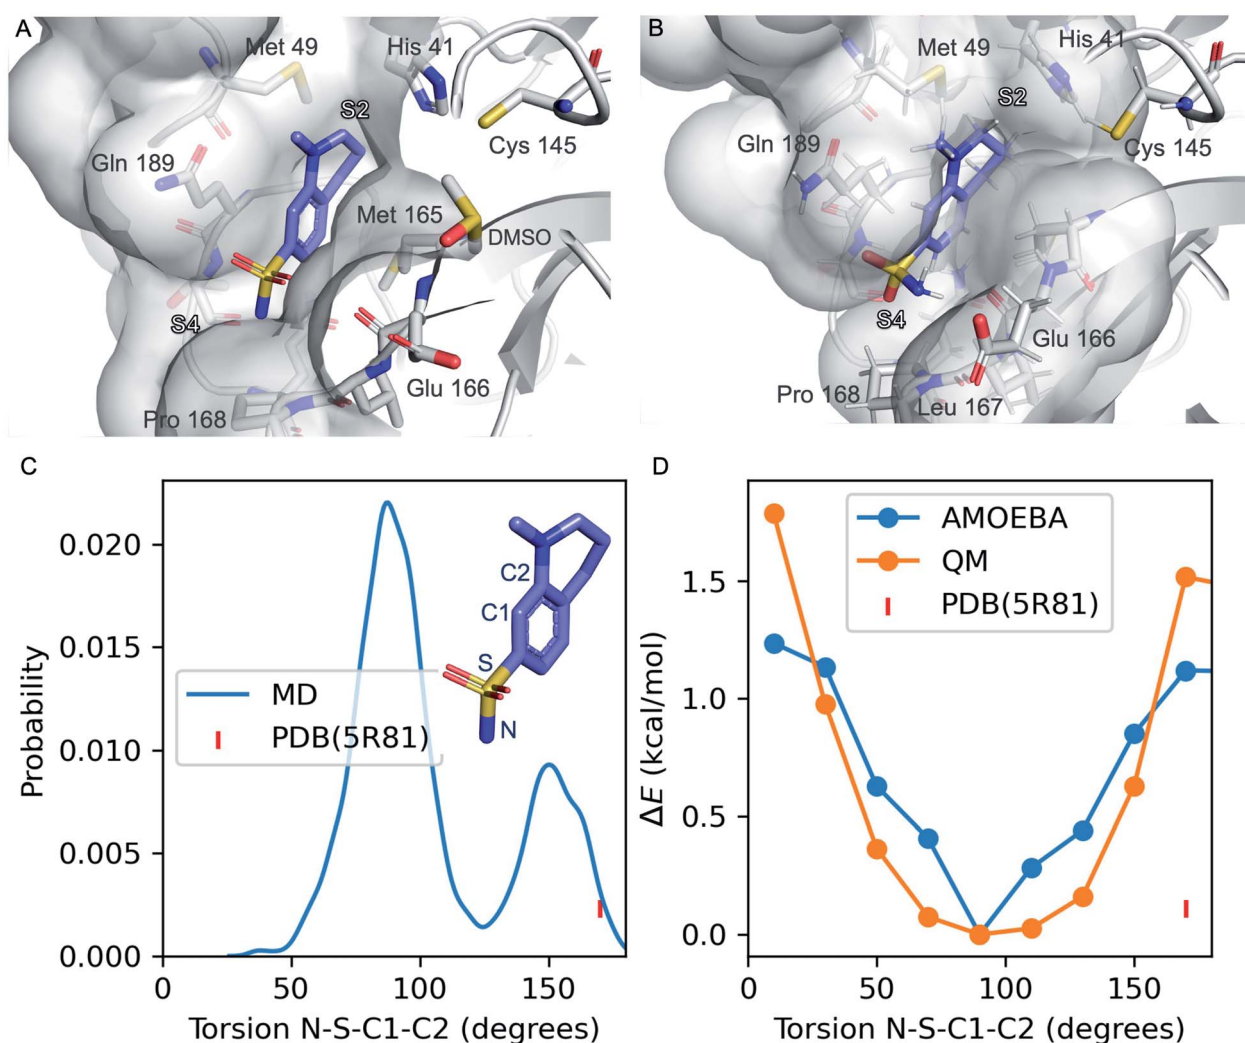 A
Met 49
His 41
S2
Gln 189
Cys 145
Met 165
DMSO
S4
Glu 166
Pro 168
B
Met 49
His 41
S2
Gln 189
Cys 145
S4
Glu 166
Pro 168
Leu 167
C
Probability
0.020
0.015
0.010
0.005
0.000
0
50
100
150
Torsion N-S-C1-C2 (degrees)
MD
PDB(5R81)
C2
C1
S
N
D
ΔE (kcal/mol)
1.5
1.0
0.5
0.0
0
50
100
150
Torsion N-S-C1-C2 (degrees)
AMOEBA
QM
PDB(5R81)